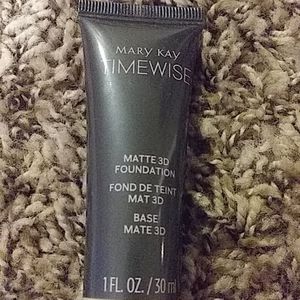 MARY KAY
TIMEWISE
MATTE 3D
FOUNDATION
FOND DE TEINT
MAT 3D
BASE
MATE 3D
1 FL. OZ. / 30 ml